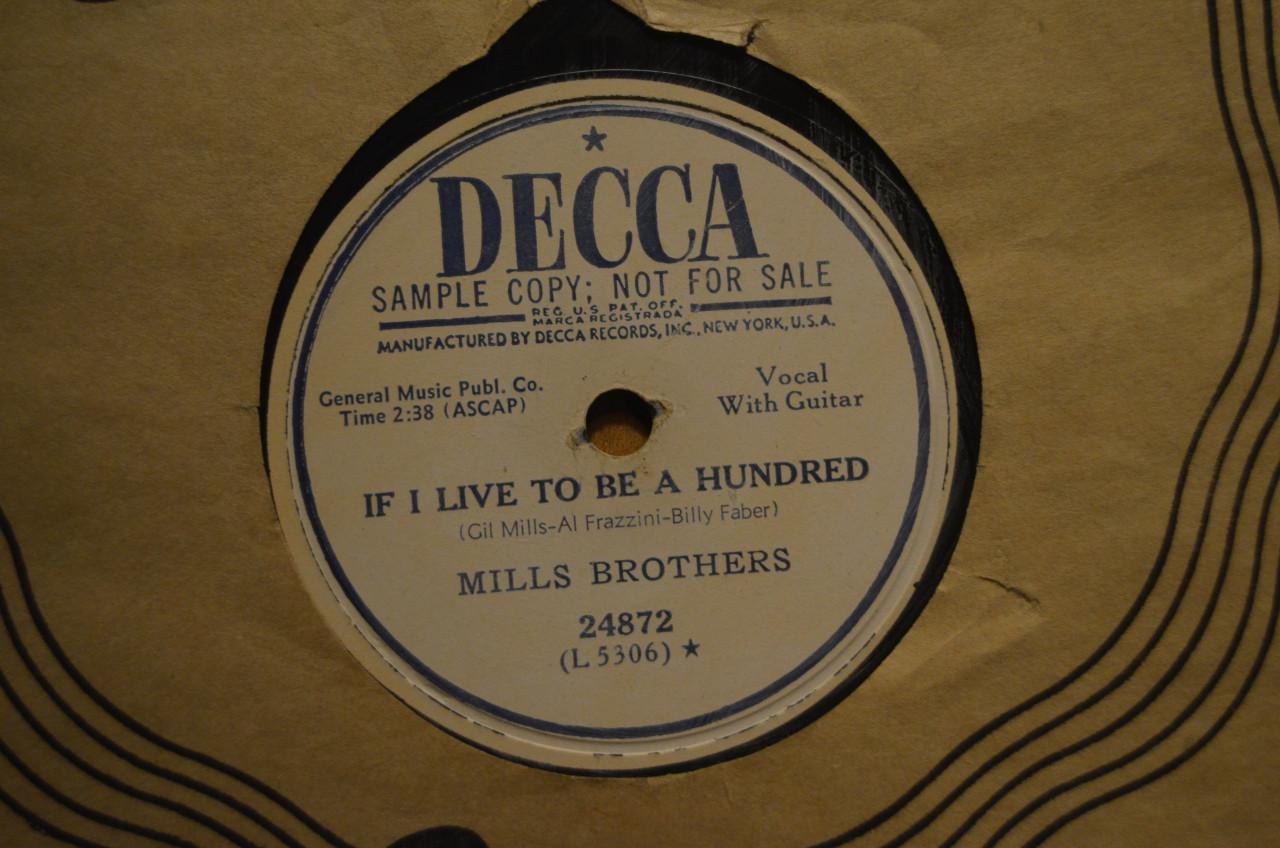 DECCA
SAMPLE COPY; NOT FOR SALE
REG. U.S. PAT. OFF.
MARCA REGISTRADA
MANUFACTURED BY DECCA RECORDS, INC., NEW YORK, U.S.A.
General Music Publ. Co.
Time 2:38 (ASCAP)
Vocal
With Guitar
IF I LIVE TO BE A HUNDRED
(Gil Mills-Al Frazzini-Billy Faber)
MILLS BROTHERS
24872
(L 5306) ★